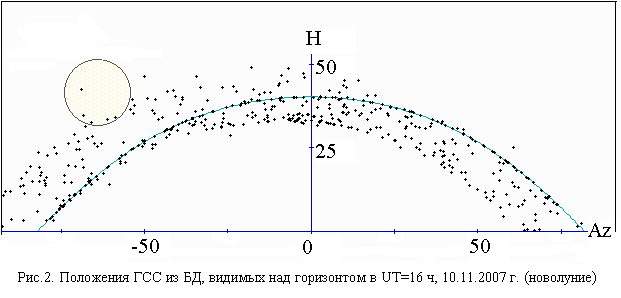 H
50
25
Az
-50
0
50
Рис.2. Положения ГСС из БД, видимых над горизонтом в UT=16 ч, 10.11.2007 г. (новолуние)